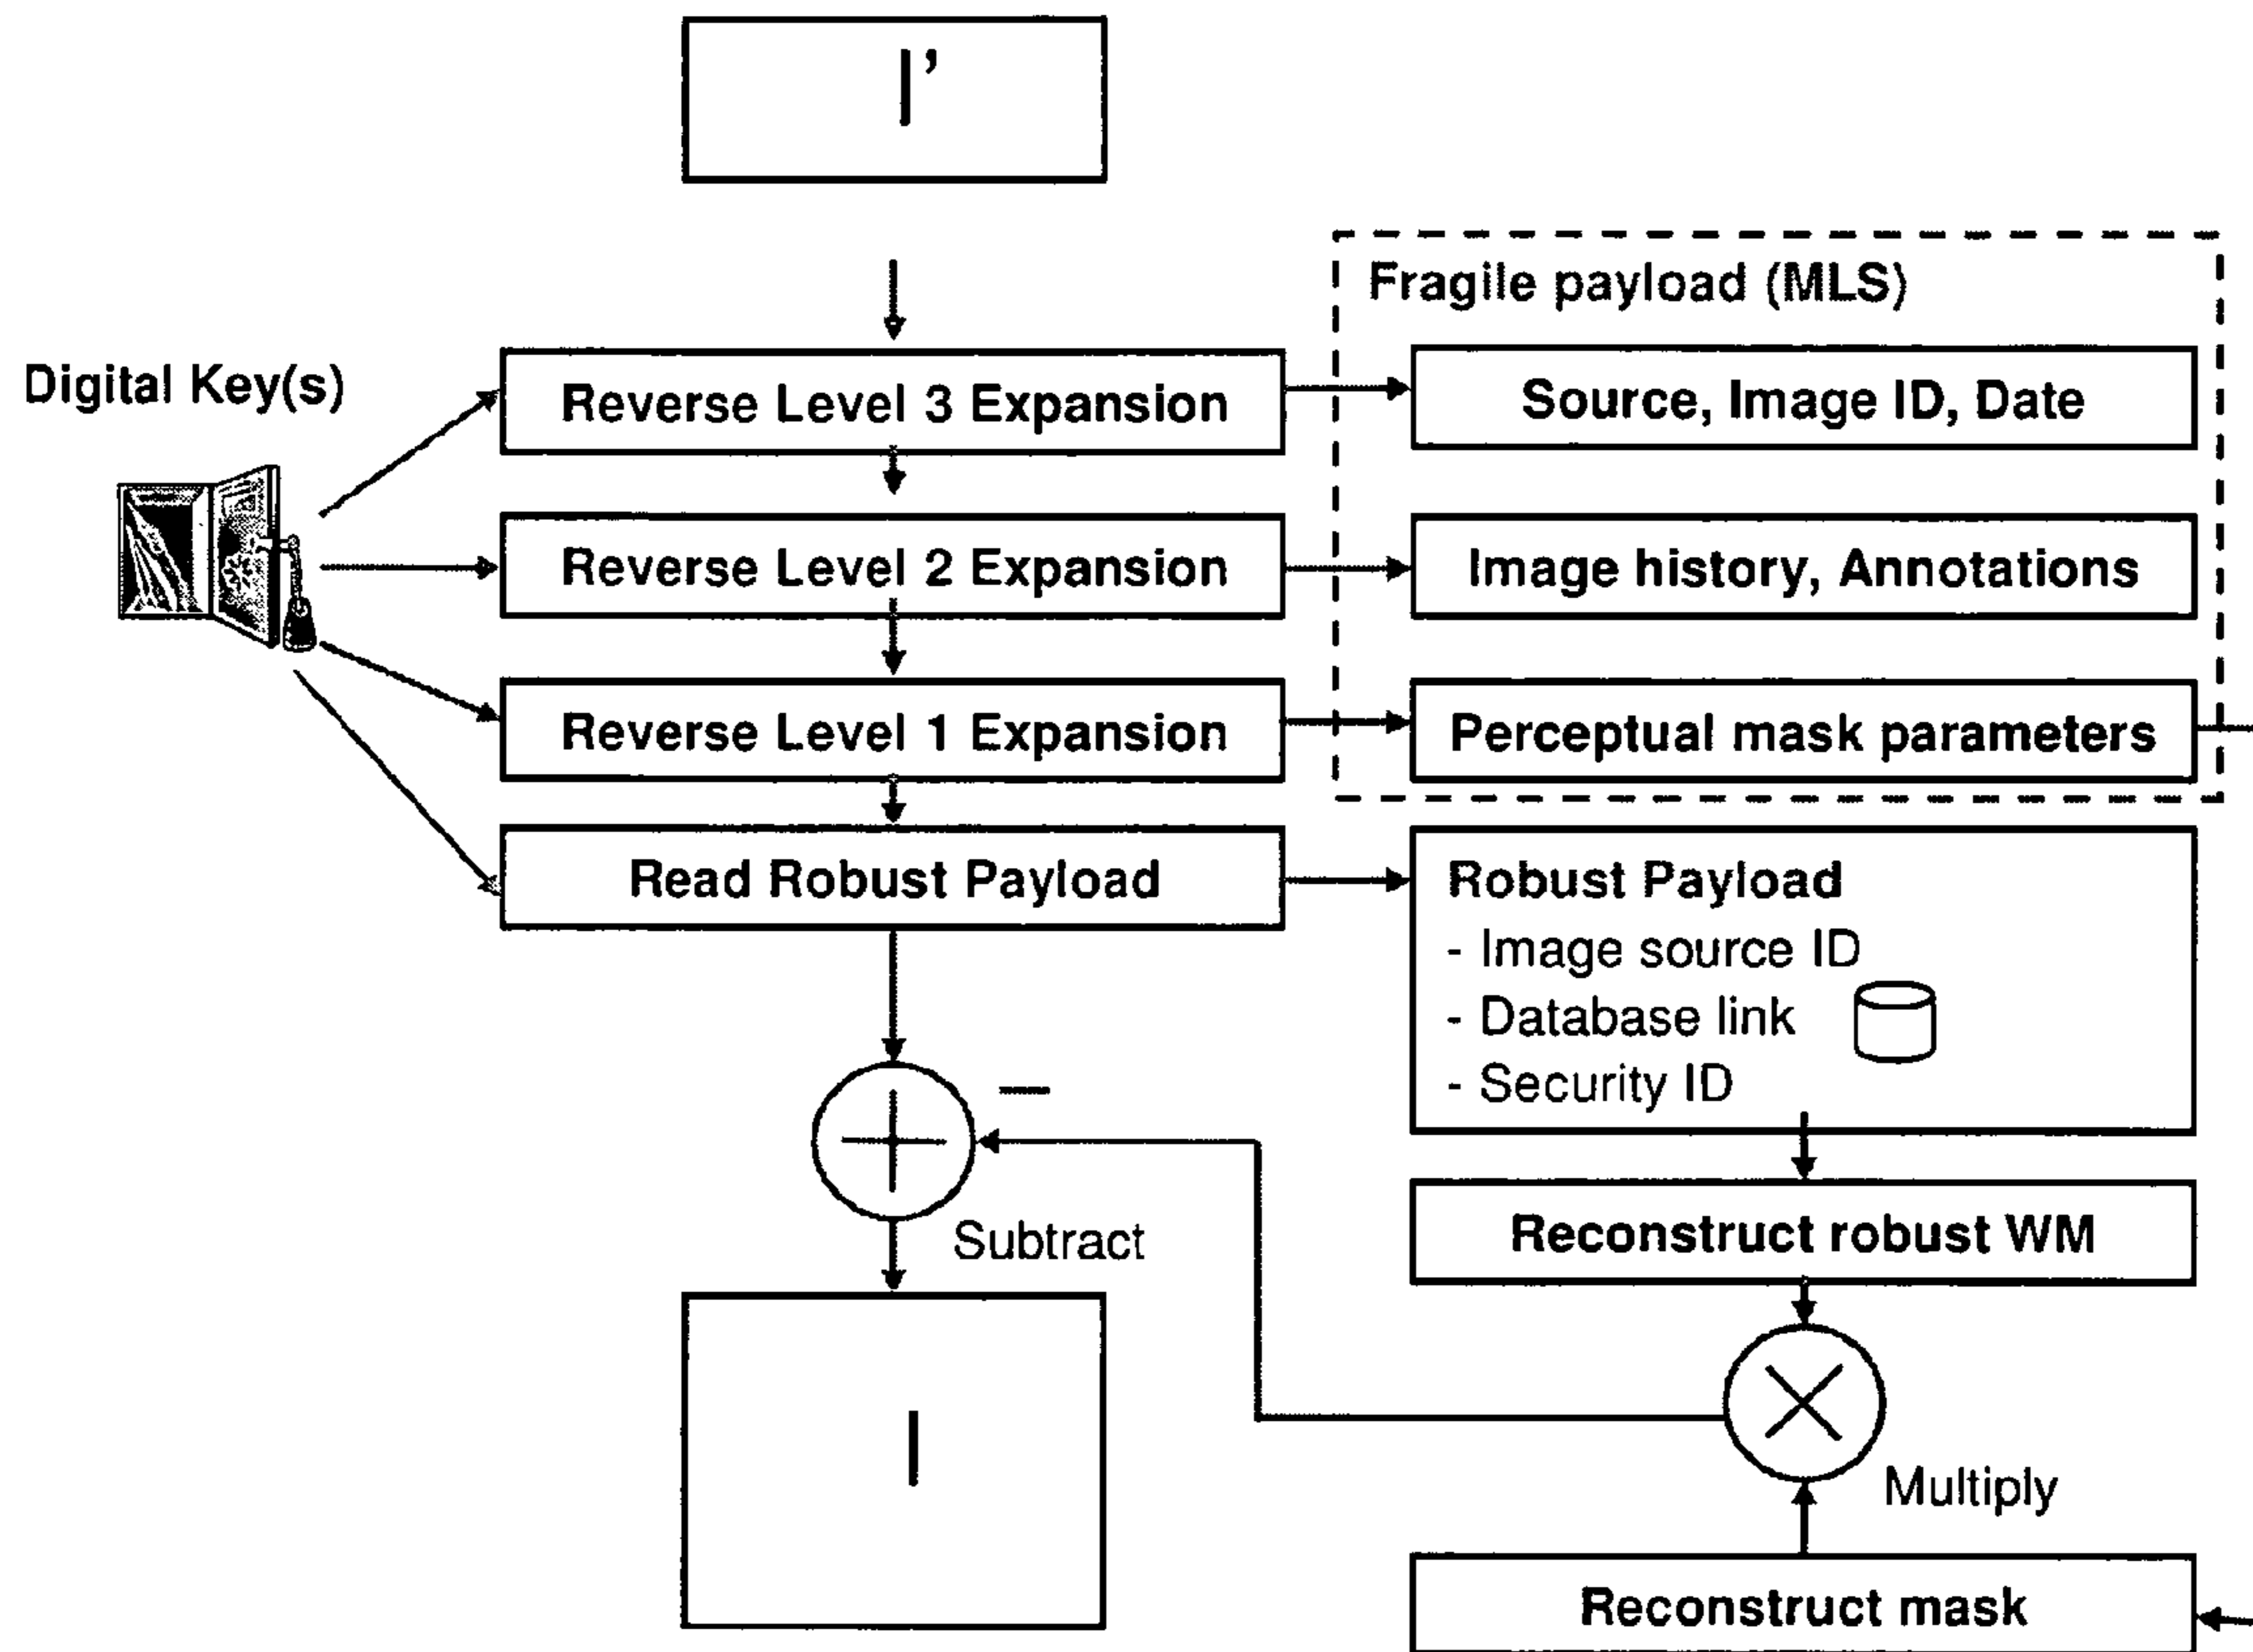 I’
Fragile payload (MLS)
Digital Key(s)
Reverse Level 3 Expansion
Source, Image ID, Date
Reverse Level 2 Expansion
Image history, Annotations
Reverse Level 1 Expansion
Perceptual mask parameters
Read Robust Payload
Robust Payload
- Image source ID
- Database link
- Security ID
–
Subtract
Reconstruct robust WM
I
Multiply
Reconstruct mask